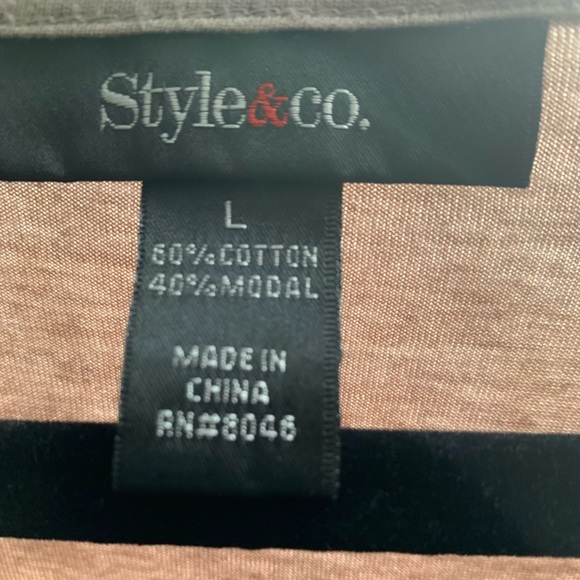 Style&co.
L
60%COTTON
40%MODAL
MADE IN
CHINA
RN#8046